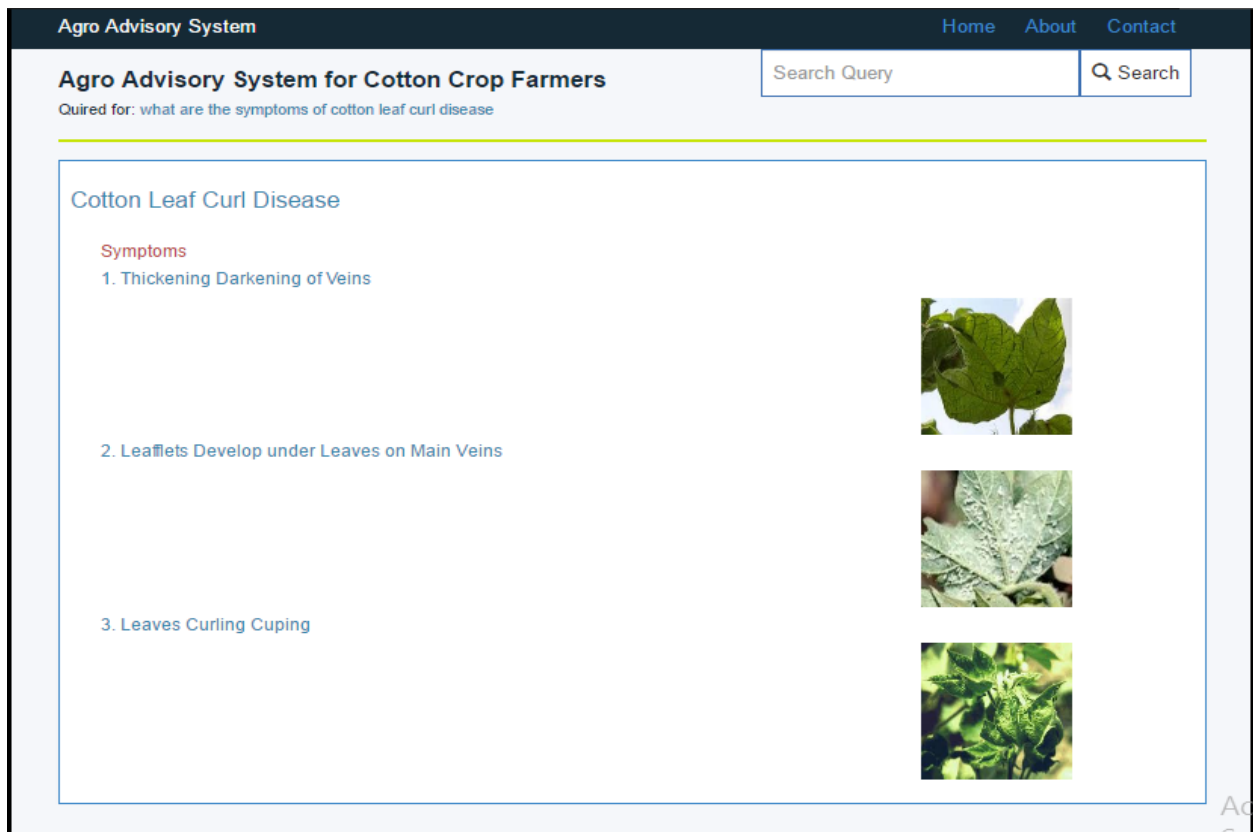 Agro Advisory System
Home About Contact
Agro Advisory System for Cotton Crop Farmers
Search Query
Search
Quired for: what are the symptoms of cotton leaf curl disease
Cotton Leaf Curl Disease
Symptoms
1. Thickening Darkening of Veins
2. Leaflets Develop under Leaves on Main Veins
3. Leaves Curling Cuping